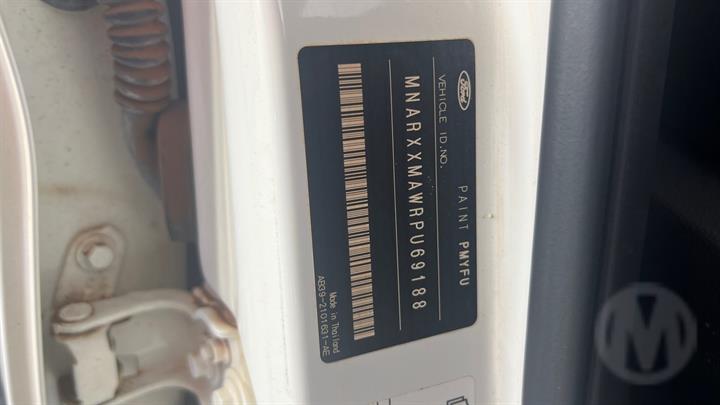 Ford
PAINT PMYFU
VEHICLE ID.NO.
MNARXXMAWRPU69188
Made in Thailand
AB39-2101631-AE
M